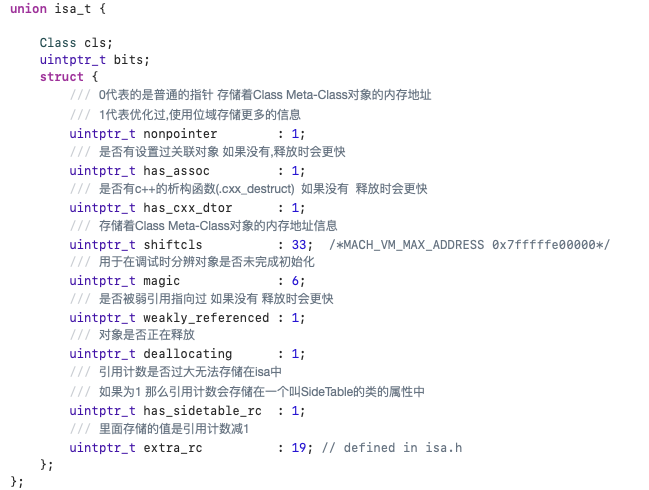 union isa_t {
Class cls;
uintptr_t bits;
struct {
/// 0代表的是普通的指针 存储着Class Meta-Class对象的内存地址
/// 1代表优化过,使用位域存储更多的信息
uintptr_t nonpointer : 1;
/// 是否有设置过关联对象 如果没有,释放时会更快
uintptr_t has_assoc : 1;
/// 是否有c++的析构函数(.cxx_destruct) 如果没有 释放时会更快
uintptr_t has_cxx_dtor : 1;
/// 存储着Class Meta-Class对象的内存地址信息
uintptr_t shiftcls : 33; /*MACH_VM_MAX_ADDRESS 0x7fffffe00000*/
/// 用于在调试时分辨对象是否未完成初始化
uintptr_t magic : 6;
/// 是否被弱引用指向过 如果没有 释放时会更快
uintptr_t weakly_referenced : 1;
/// 对象是否正在释放
uintptr_t deallocating : 1;
/// 引用计数是否过大无法存储在isa中
/// 如果为1 那么引用计数会存储在一个叫SideTable的类的属性中
uintptr_t has_sidetable_rc : 1;
/// 里面存储的值是引用计数减1
uintptr_t extra_rc : 19; // defined in isa.h
};
};